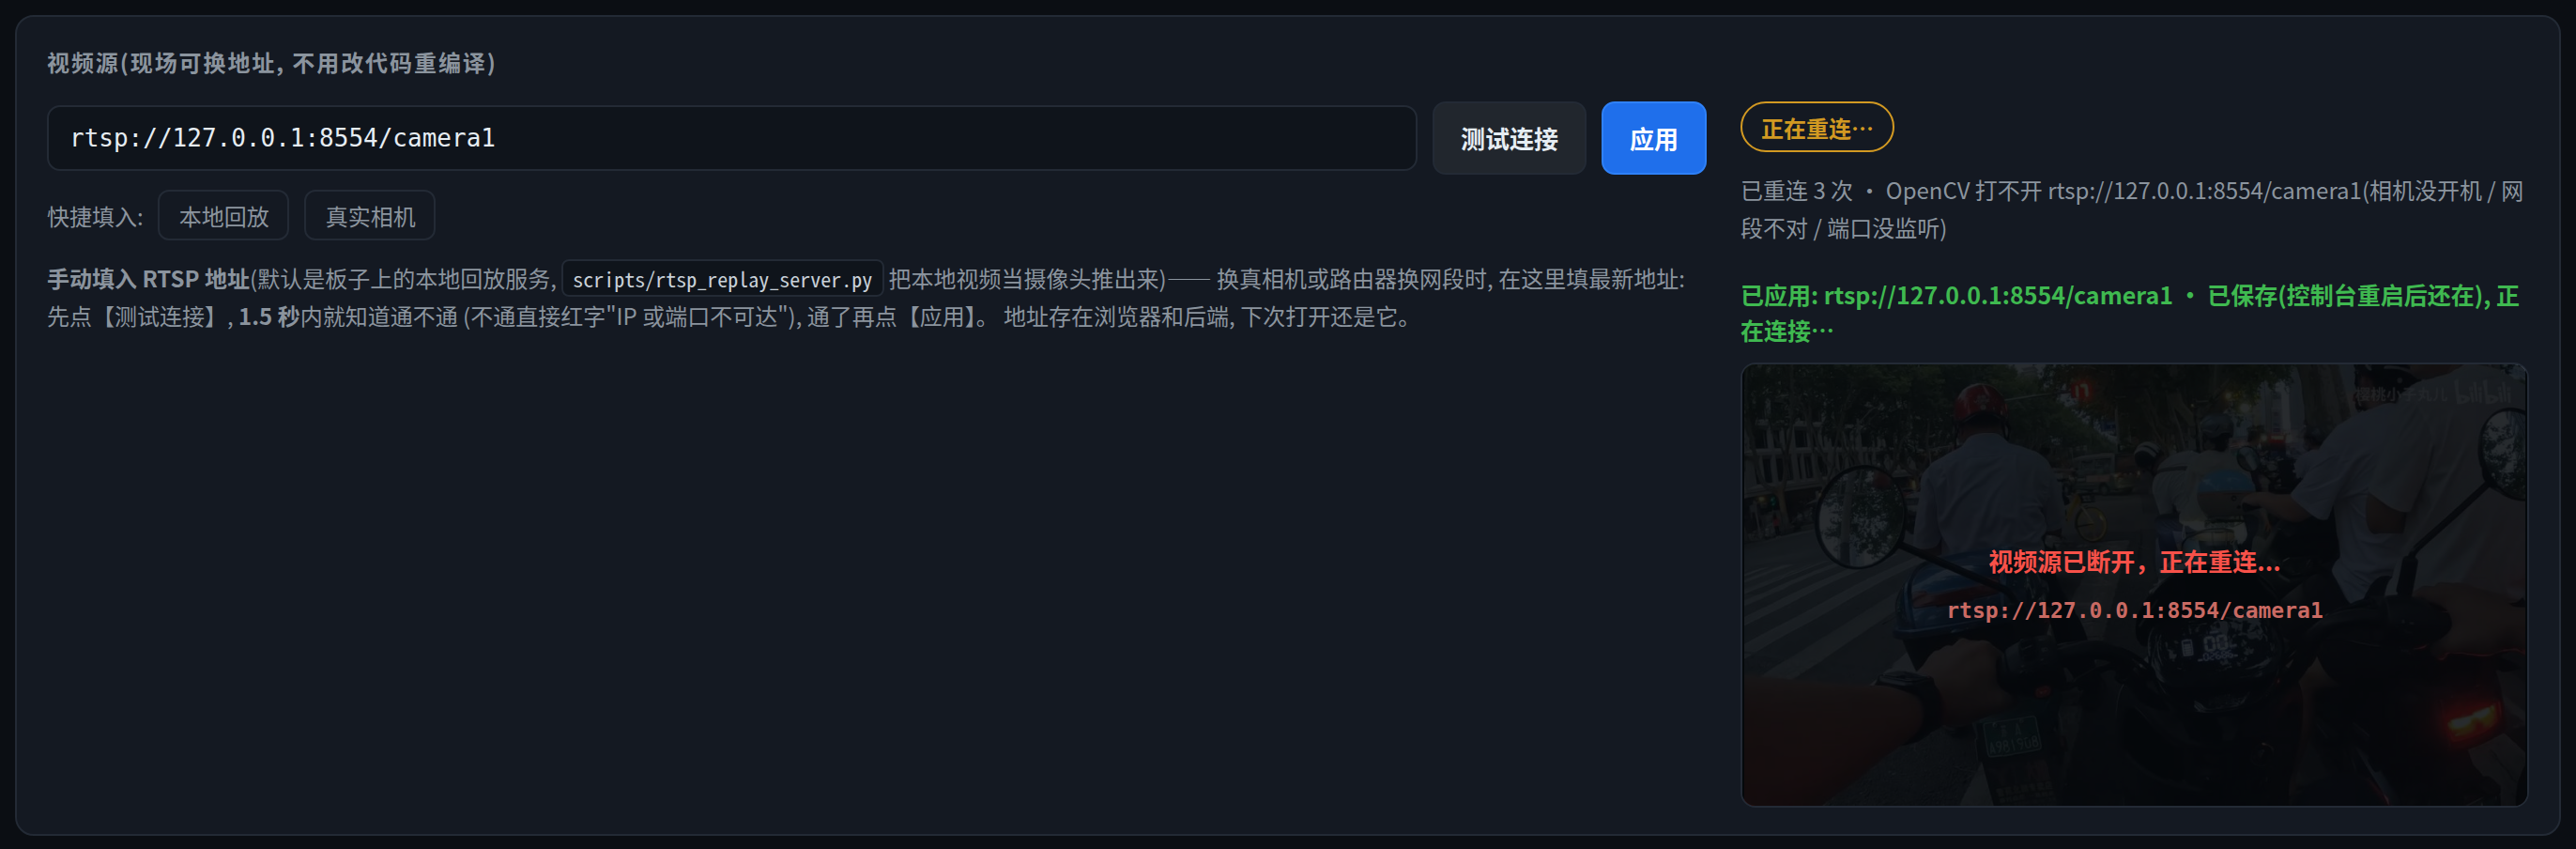 视频源(现场可换地址, 不用改代码重编译)
rtsp://127.0.0.1:8554/camera1
测试连接
应用
快捷填入:
本地回放
真实相机
手动填入 RTSP 地址(默认是板子上的本地回放服务, scripts/rtsp_replay_server.py 把本地视频当摄像头推出来)—— 换真相机或路由器换网段时, 在这里填最新地址:
先点【测试连接】, 1.5 秒内就知道通不通 (不通直接红字"IP 或端口不可达"), 通了再点【应用】。 地址存在浏览器和后端, 下次打开还是它。
正在重连…
已重连 3 次 · OpenCV 打不开 rtsp://127.0.0.1:8554/camera1(相机没开机 / 网
段不对 / 端口没监听)
已应用: rtsp://127.0.0.1:8554/camera1 · 已保存(控制台重启后还在), 正
在连接…
bilibili
视频源已断开，正在重连...
rtsp://127.0.0.1:8554/camera1